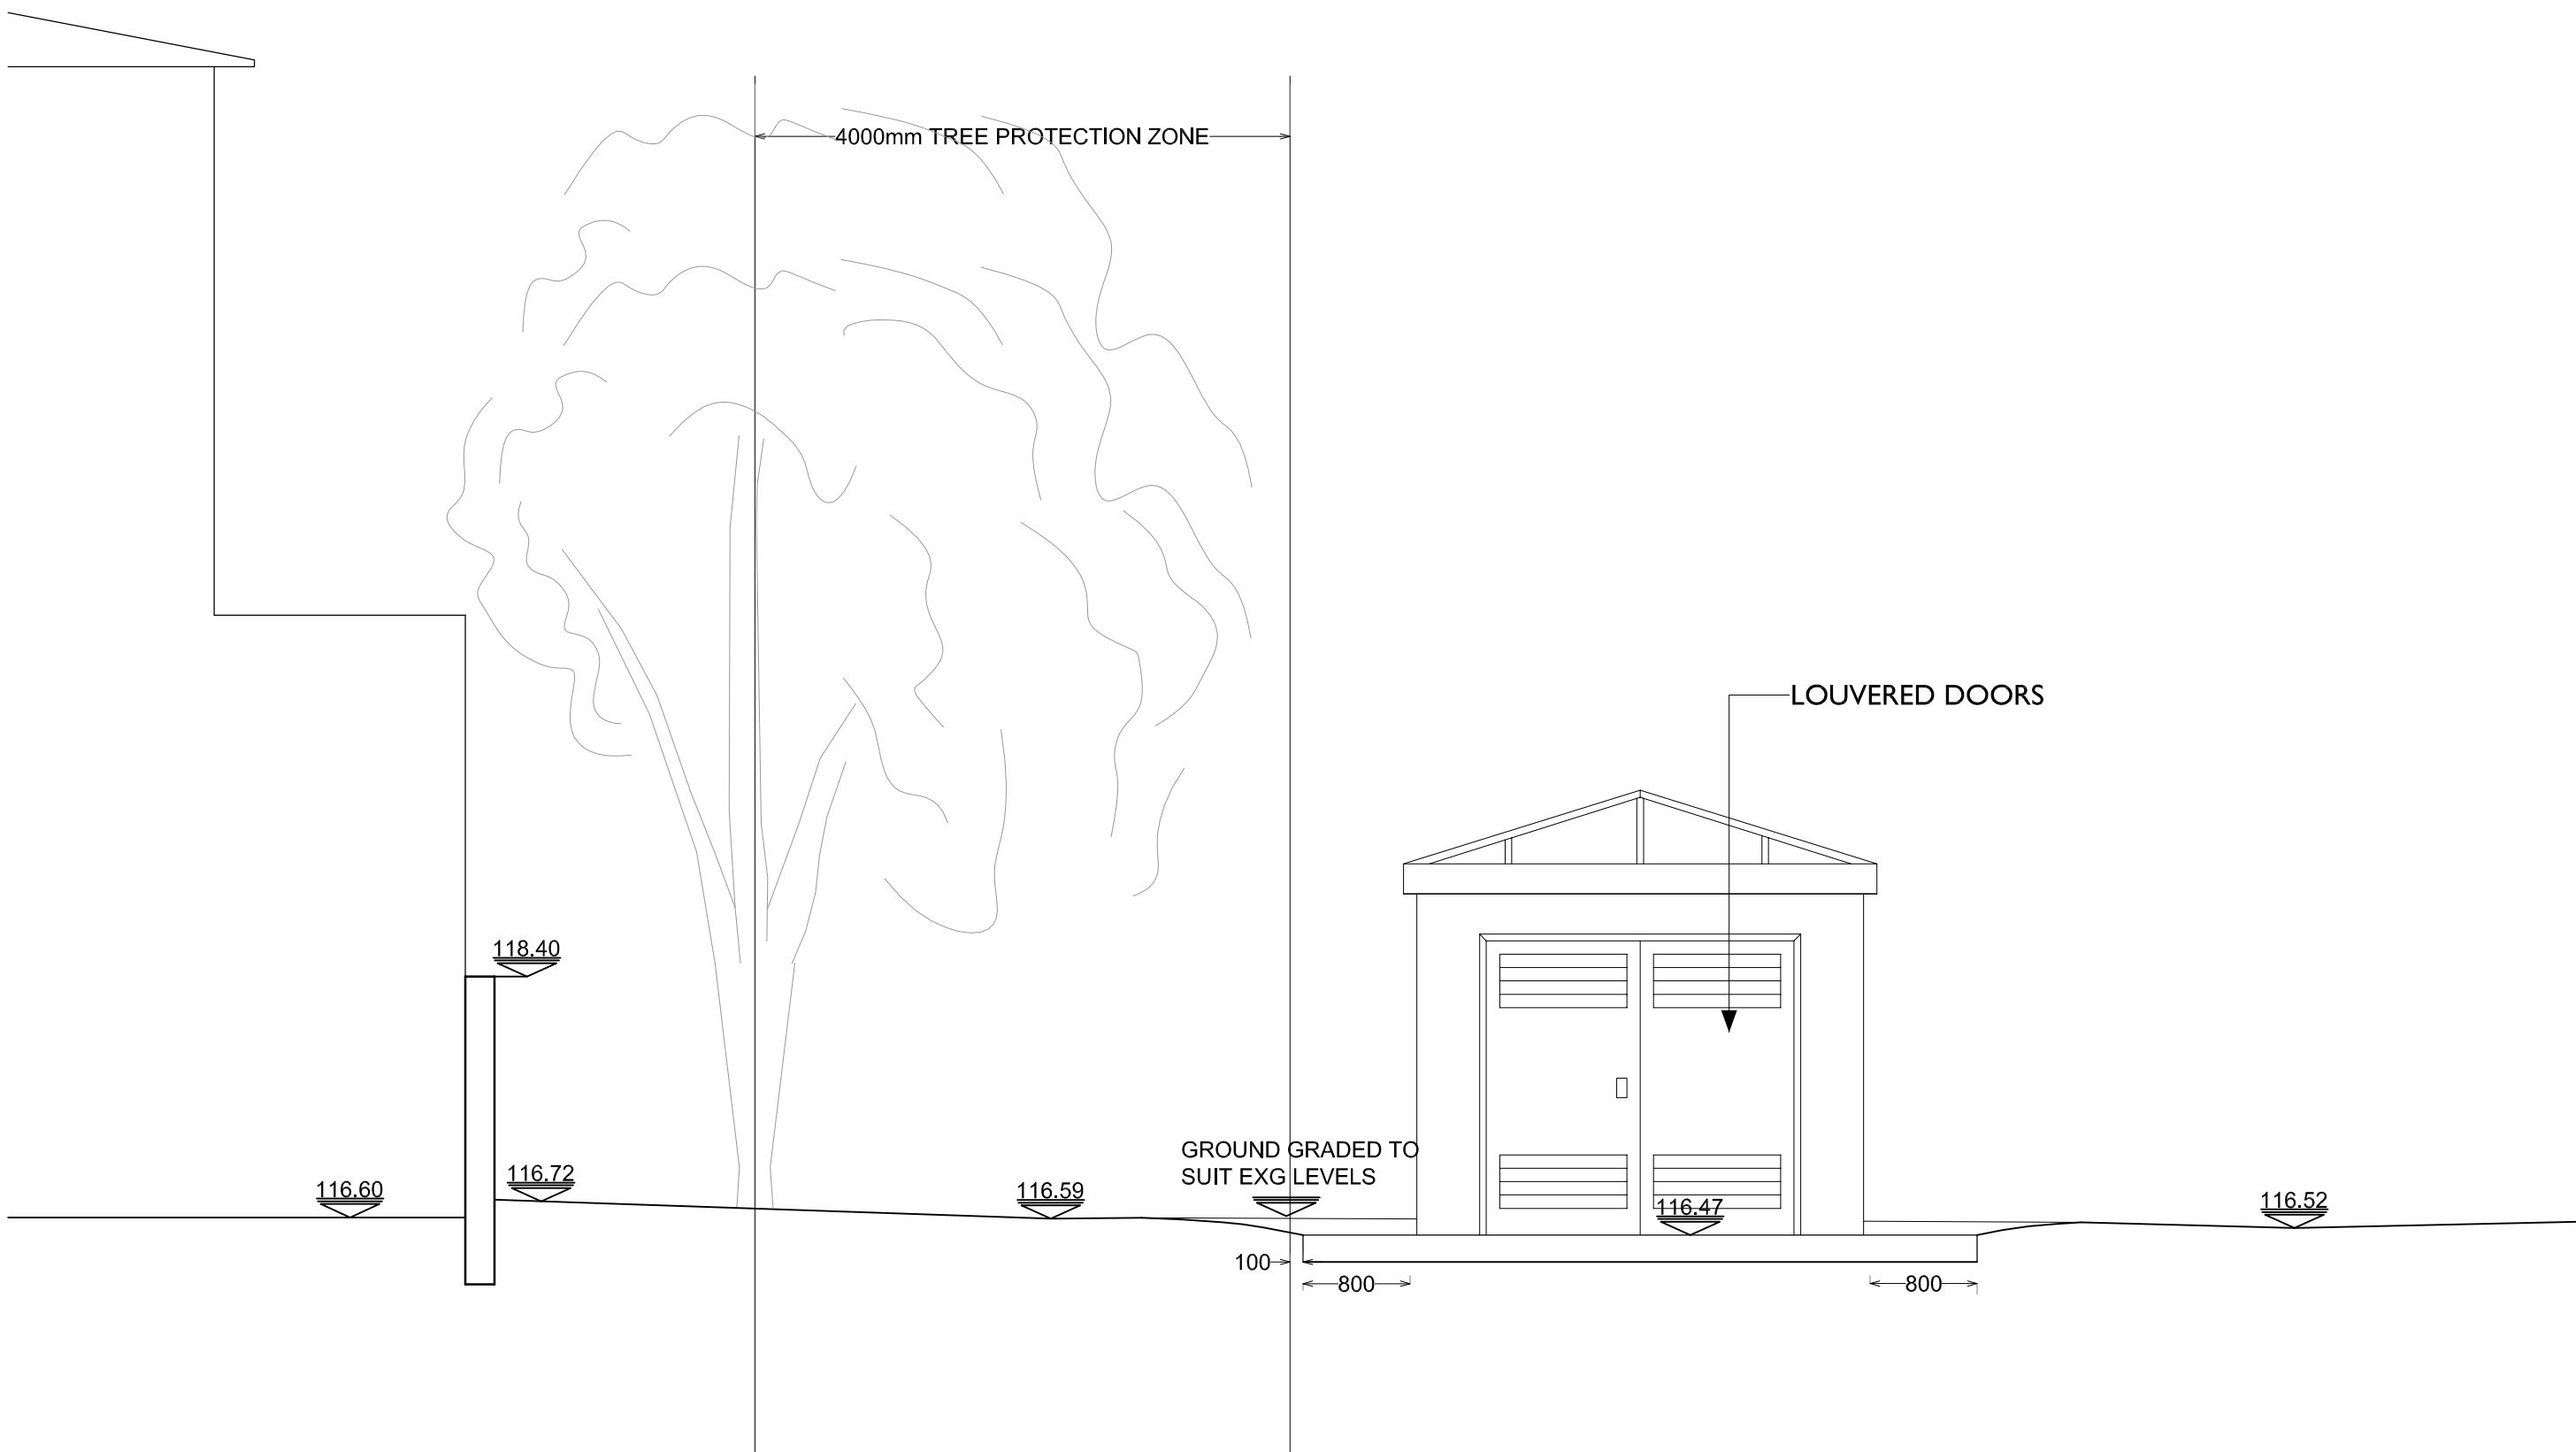 4000mm TREE PROTECTION ZONE
LOUVERED DOORS
118.40
GROUND GRADED TO
SUIT EXG LEVELS
116.60
116.72
116.59
116.47
116.52
100
800
800